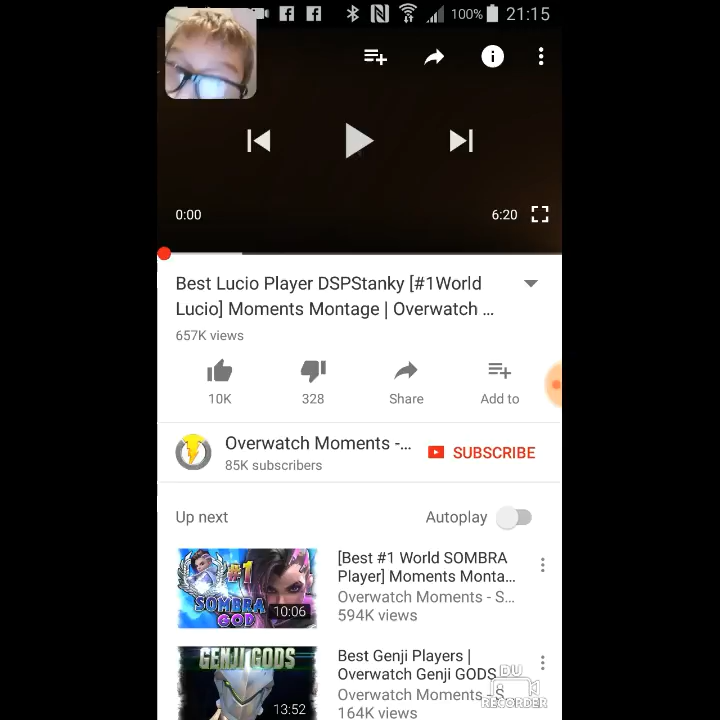 100% 21:15
0:00 6:20
Best Lucio Player DSPStanky [#1World
Lucio] Moments Montage | Overwatch ...
657K views
10K 328 Share Add to
Overwatch Moments -...
85K subscribers
SUBSCRIBE
Up next Autoplay
#1
SOMBRA
GOD
10:06
[Best #1 World SOMBRA
Player] Moments Monta...
Overwatch Moments - S...
594K views
GENJI GODS
13:52
Best Genji Players |
Overwatch Genji GODS
Overwatch Moments - S...
164K views
DU
RECORDER